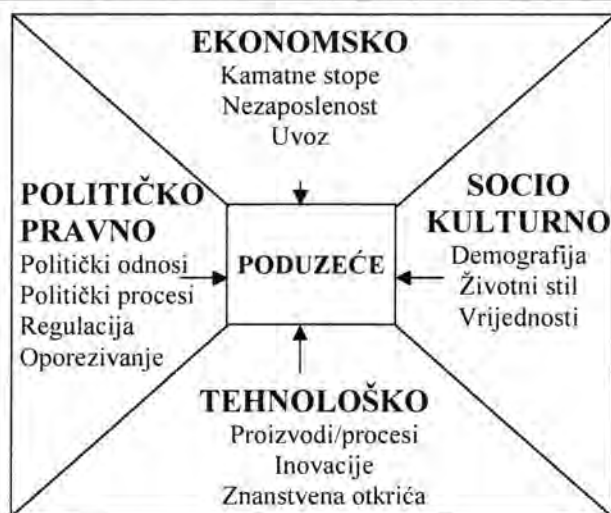 EKONOMSKO
Kamatne stope
Nezaposlenost
Uvoz
POLITIČKO
PRAVNO
Politički odnosi
Politički procesi
Regulacija
Oporezivanje
PODUZEĆE
SOCIO
KULTURNO
Demografija
Životni stil
Vrijednosti
TEHNOLOŠKO
Proizvodi/procesi
Inovacije
Znanstvena otkrića